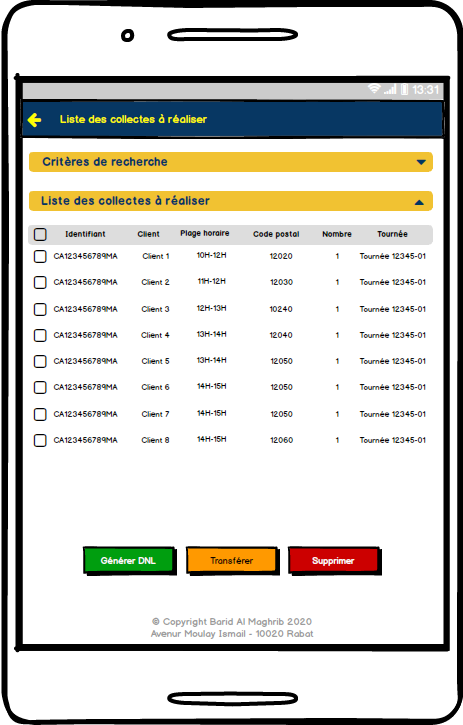 13:31
Liste des collectes à réaliser
Critères de recherche
Liste des collectes à réaliser
Identifiant Client Plage horaire Code postal Nombre Tournée
CA123456789MA Client 1 10H-12H 12020 1 Tournée 12345-01
CA123456789MA Client 2 11H-12H 12030 1 Tournée 12345-01
CA123456789MA Client 3 12H-13H 10240 1 Tournée 12345-01
CA123456789MA Client 4 13H-14H 12040 1 Tournée 12345-01
CA123456789MA Client 5 13H-14H 12050 1 Tournée 12345-01
CA123456789MA Client 6 14H-15H 12050 1 Tournée 12345-01
CA123456789MA Client 7 14H-15H 12050 1 Tournée 12345-01
CA123456789MA Client 8 14H-15H 12060 1 Tournée 12345-01
Générer DNL Transférer Supprimer
© Copyright Barid Al Maghrib 2020
Avenur Moulay Ismail - 10020 Rabat